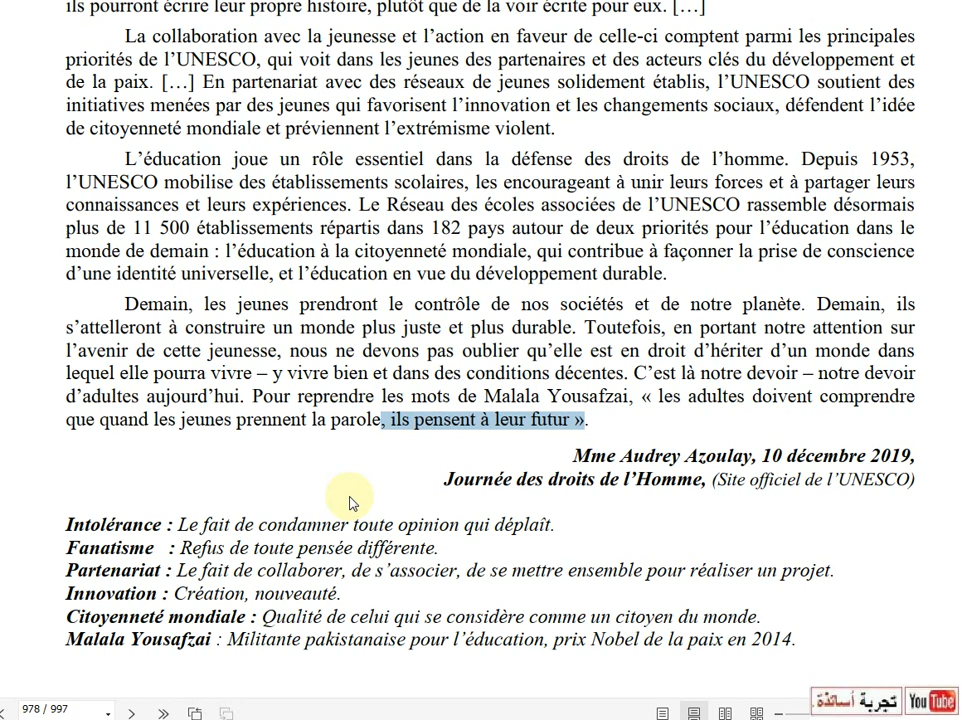 ils pourront écrire leur propre histoire, plutôt que de la voir écrite pour eux. […]
La collaboration avec la jeunesse et l’action en faveur de celle-ci comptent parmi les principales
priorités de l’UNESCO, qui voit dans les jeunes des partenaires et des acteurs clés du développement et
de la paix. […] En partenariat avec des réseaux de jeunes solidement établis, l’UNESCO soutient des
initiatives menées par des jeunes qui favorisent l’innovation et les changements sociaux, défendent l’idée
de citoyenneté mondiale et préviennent l’extrémisme violent.
L’éducation joue un rôle essentiel dans la défense des droits de l’homme. Depuis 1953,
l’UNESCO mobilise des établissements scolaires, les encourageant à unir leurs forces et à partager leurs
connaissances et leurs expériences. Le Réseau des écoles associées de l’UNESCO rassemble désormais
plus de 11 500 établissements répartis dans 182 pays autour de deux priorités pour l’éducation dans le
monde de demain : l’éducation à la citoyenneté mondiale, qui contribue à façonner la prise de conscience
d’une identité universelle, et l’éducation en vue du développement durable.
Demain, les jeunes prendront le contrôle de nos sociétés et de notre planète. Demain, ils
s’attelleront à construire un monde plus juste et plus durable. Toutefois, en portant notre attention sur
l’avenir de cette jeunesse, nous ne devons pas oublier qu’elle est en droit d’hériter d’un monde dans
lequel elle pourra vivre – y vivre bien et dans des conditions décentes. C’est là notre devoir – notre devoir
d’adultes aujourd’hui. Pour reprendre les mots de Malala Yousafzai, « les adultes doivent comprendre
que quand les jeunes prennent la parole, ils pensent à leur futur ».
Mme Audrey Azoulay, 10 décembre 2019,
Journée des droits de l’Homme, (Site officiel de l’UNESCO)
Intolérance : Le fait de condamner toute opinion qui déplaît.
Fanatisme : Refus de toute pensée différente.
Partenariat : Le fait de collaborer, de s’associer, de se mettre ensemble pour réaliser un projet.
Innovation : Création, nouveauté.
Citoyenneté mondiale : Qualité de celui qui se considère comme un citoyen du monde.
Malala Yousafzai : Militante pakistanaise pour l’éducation, prix Nobel de la paix en 2014.
978 / 997
تجربة أساتذة
You Tube